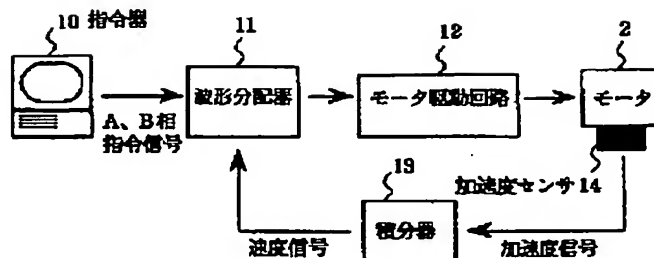 10 指令器
11
12
2
波形分配器
モータ駆動回路
モータ
A、B相
指令信号
加速度センサ14
13
積分器
速度信号
加速度信号